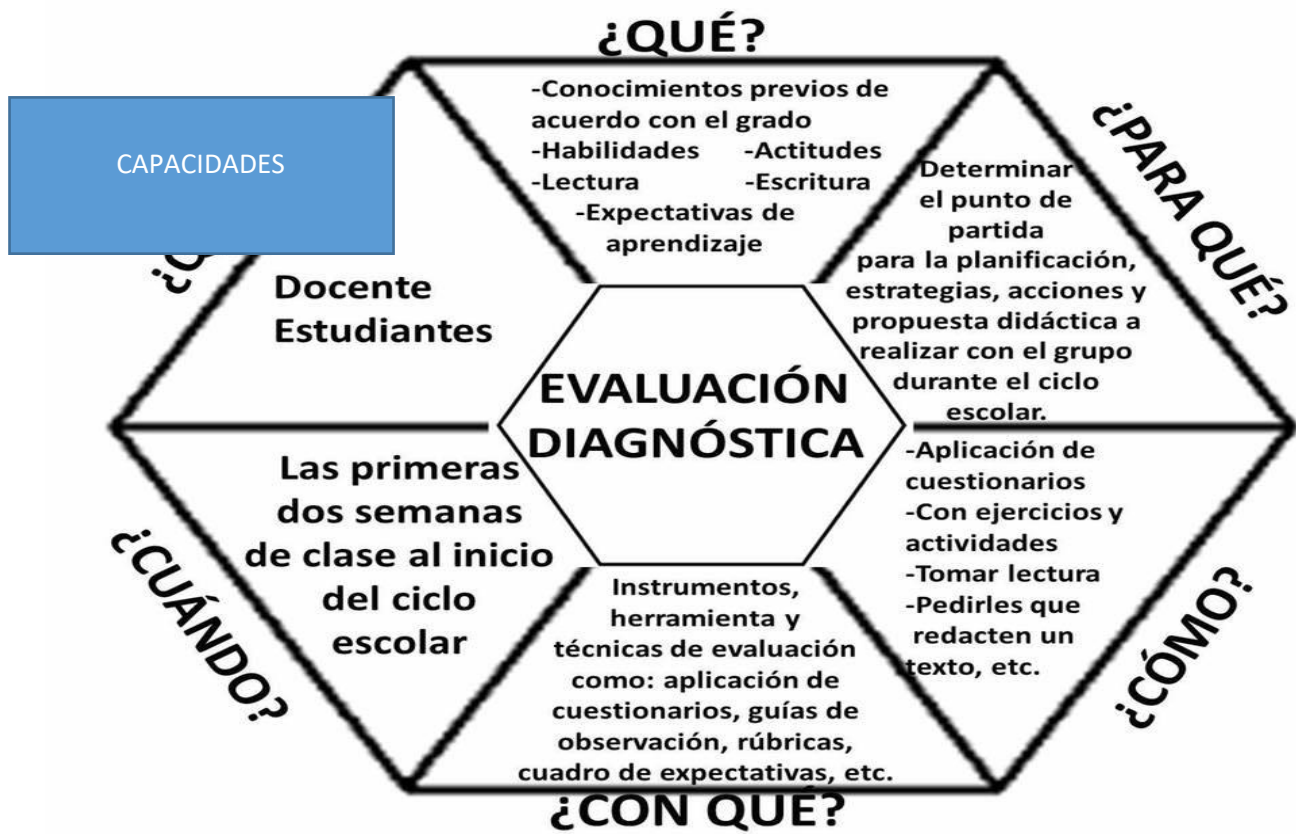 ¿QUÉ?
-Conocimientos previos de
acuerdo con el grado
-Habilidades -Actitudes
-Lectura -Escritura
-Expectativas de
aprendizaje
¿PARA QUÉ?
Determinar
el punto de
partida
para la planificación,
estrategias, acciones y
propuesta didáctica a
realizar con el grupo
durante el ciclo
escolar.
CAPACIDADES
Docente
Estudiantes
EVALUACIÓN
DIAGNÓSTICA
-Aplicación de
cuestionarios
-Con ejercicios y
actividades
-Tomar lectura
-Pedirles que
redacten un
texto, etc.
¿CÓMO?
Las primeras
dos semanas
de clase al inicio
del ciclo
escolar
¿CUÁNDO?
Instrumentos,
herramienta y
técnicas de evaluación
como: aplicación de
cuestionarios, guías de
observación, rúbricas,
cuadro de expectativas, etc.
¿CON QUÉ?